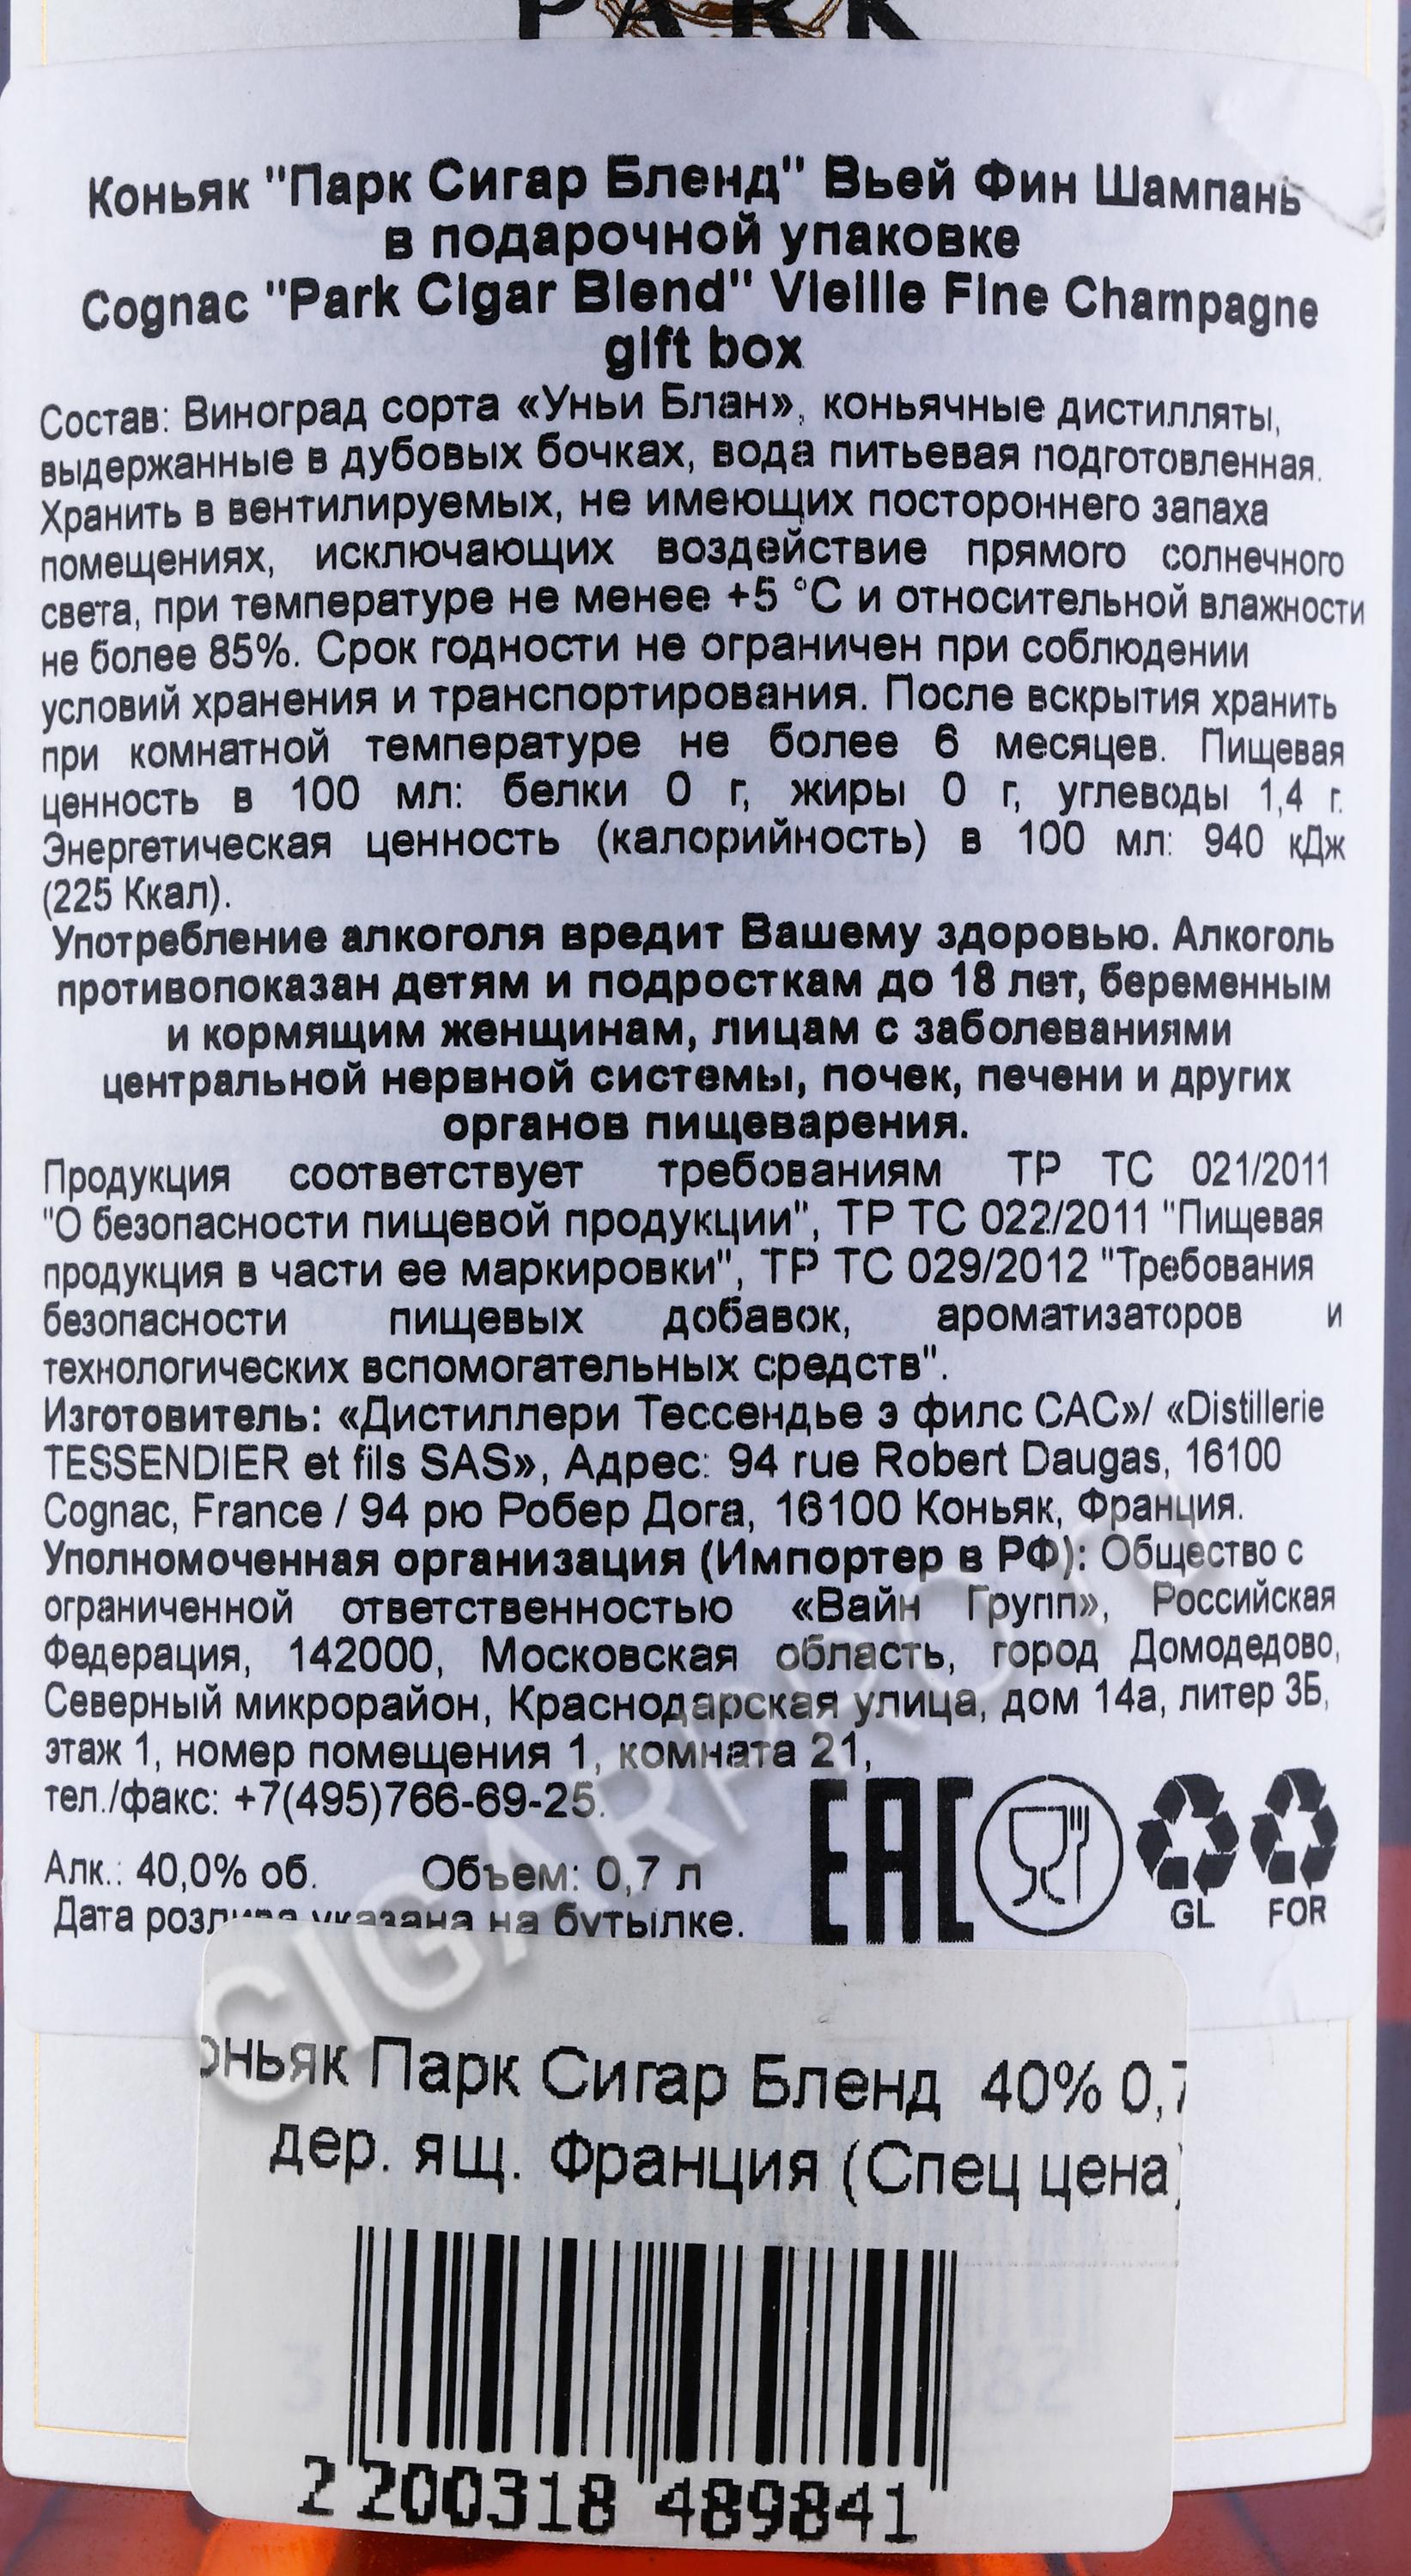 PARK
Коньяк "Парк Сигар Бленд" Вьей Фин Шампань
в подарочной упаковке
Cognac "Park Cigar Blend" Vieille Fine Champagne
gift box
Состав: Виноград сорта «Уньи Блан», коньячные дистилляты,
выдержанные в дубовых бочках, вода питьевая подготовленная.
Хранить в вентилируемых, не имеющих постороннего запаха
помещениях, исключающих воздействие прямого солнечного
света, при температуре не менее +5 °C и относительной влажности
не более 85%. Срок годности не ограничен при соблюдении
условий хранения и транспортирования. После вскрытия хранить
при комнатной температуре не более 6 месяцев. Пищевая
ценность в 100 мл: белки 0 г, жиры 0 г, углеводы 1,4 г.
Энергетическая ценность (калорийность) в 100 мл: 940 кДж
(225 Ккал).
Употребление алкоголя вредит Вашему здоровью. Алкоголь
противопоказан детям и подросткам до 18 лет, беременным
и кормящим женщинам, лицам с заболеваниями
центральной нервной системы, почек, печени и других
органов пищеварения.
Продукция соответствует требованиям ТР ТС 021/2011
"О безопасности пищевой продукции", ТР ТС 022/2011 "Пищевая
продукция в части ее маркировки", ТР ТС 029/2012 "Требования
безопасности пищевых добавок, ароматизаторов и
технологических вспомогательных средств".
Изготовитель: «Дистиллери Тессендье э филс САС»/ «Distillerie
TESSENDIER et fils SAS», Адрес: 94 rue Robert Daugas, 16100
Cognac, France / 94 рю Робер Дога, 16100 Коньяк, Франция.
Уполномоченная организация (Импортер в РФ): Общество с
ограниченной ответственностью «Вайн Групп», Российская
Федерация, 142000, Московская область, город Домодедово,
Северный микрорайон, Краснодарская улица, дом 14а, литер 3Б,
этаж 1, номер помещения 1, комната 21,
тел./факс: +7(495)766-69-25.
Алк.: 40,0% об. Объем: 0,7 л
Дата розлива указана на бутылке.
EAC
GL FOR
CIGARPRO.ru
оньяк Парк Сигар Бленд 40% 0,7
дер. ящ. Франция (Спец цена)
2 200318 489841